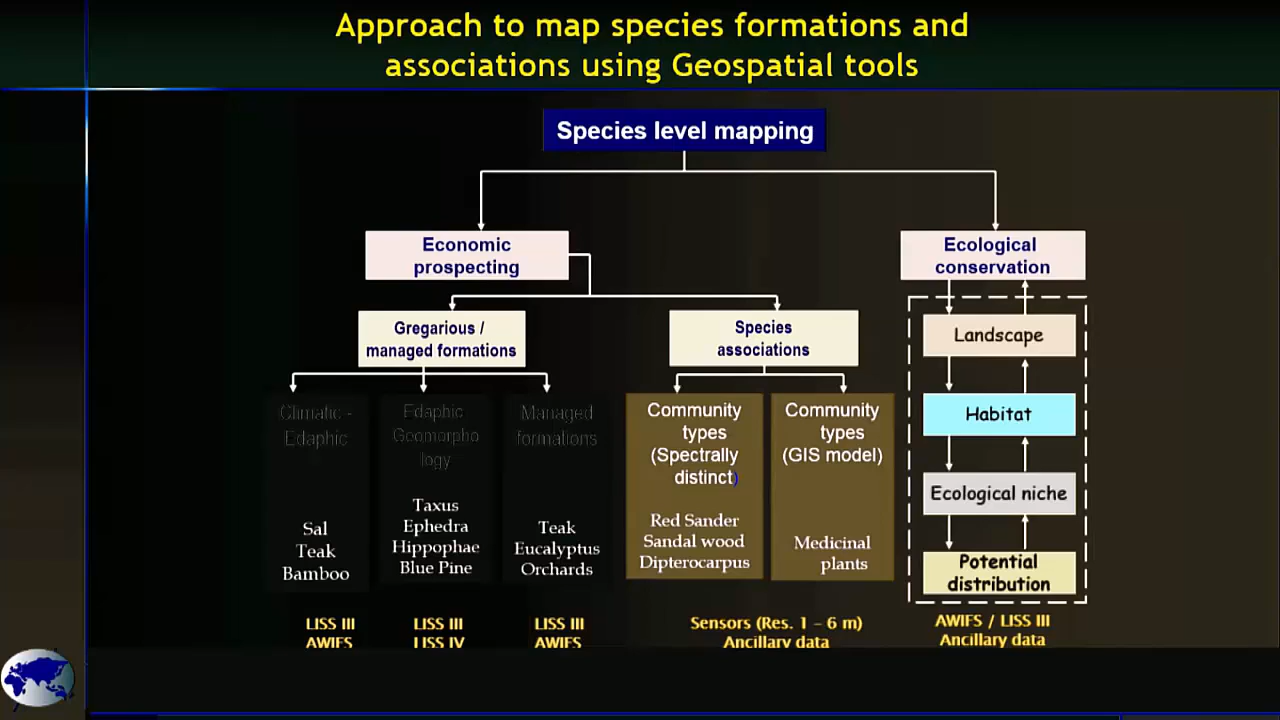 Approach to map species formations and
associations using Geospatial tools
Species level mapping
Economic
prospecting
Ecological
conservation
Gregarious /
managed formations
Species
associations
Landscape
Habitat
Ecological niche
Potential
distribution
Climatic -
Edaphic
Sal
Teak
Bamboo
Edaphic
Geomorpho
logy
Taxus
Ephedra
Hippophae
Blue Pine
Managed
formations
Teak
Eucalyptus
Orchards
Community
types
(Spectrally
distinct)
Red Sander
Sandal wood
Dipterocarpus
Community
types
(GIS model)
Medicinal
plants
LISS III
AWIFS
LISS III
LISS IV
LISS III
AWIFS
Sensors (Res. 1 – 6 m)
Ancillary data
AWIFS / LISS III
Ancillary data